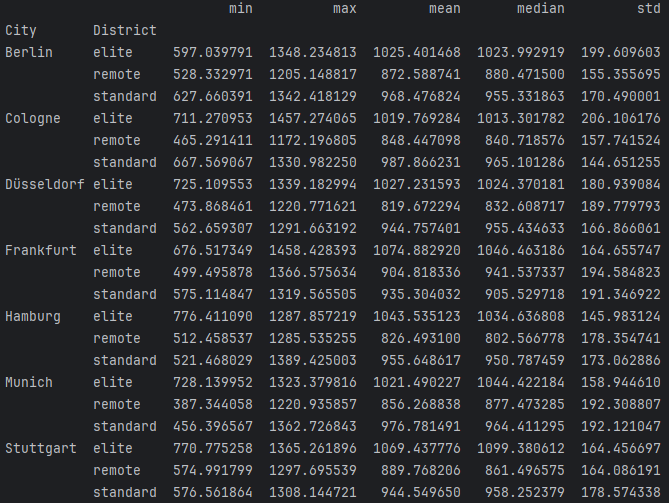 min max mean median std
City District
Berlin elite 597.039791 1348.234813 1025.401468 1023.992919 199.609603
remote 528.332971 1205.148817 872.588741 880.471500 155.355695
standard 627.660391 1342.418129 968.476824 955.331863 170.490001
Cologne elite 711.270953 1457.274065 1019.769284 1013.301782 206.106176
remote 465.291411 1172.196805 848.447098 840.718576 157.741524
standard 667.569067 1330.982250 987.866231 965.101286 144.651255
Düsseldorf elite 725.109553 1339.182994 1027.231593 1024.370181 180.939084
remote 473.868461 1220.771621 819.672294 832.608717 189.779793
standard 562.659307 1291.663192 944.757401 955.434633 166.866061
Frankfurt elite 676.517349 1458.428393 1074.882920 1046.463186 164.655747
remote 499.495878 1366.575634 904.818336 941.537337 194.584823
standard 575.114847 1319.565505 935.304032 905.529718 191.346922
Hamburg elite 776.411090 1287.857219 1043.535123 1034.636808 145.983124
remote 512.458537 1285.535255 826.493100 802.566778 178.354741
standard 521.468029 1389.425003 955.648617 950.787459 173.062886
Munich elite 728.139952 1323.379816 1021.490227 1044.422184 158.944610
remote 387.344058 1220.935857 856.268838 877.473285 192.308807
standard 456.396567 1362.726843 976.781491 964.411295 192.121047
Stuttgart elite 770.775258 1365.261896 1069.437776 1099.380612 164.456697
remote 574.991799 1297.695539 889.768206 861.496575 164.086191
standard 576.561864 1308.144721 944.549650 958.252379 178.574338